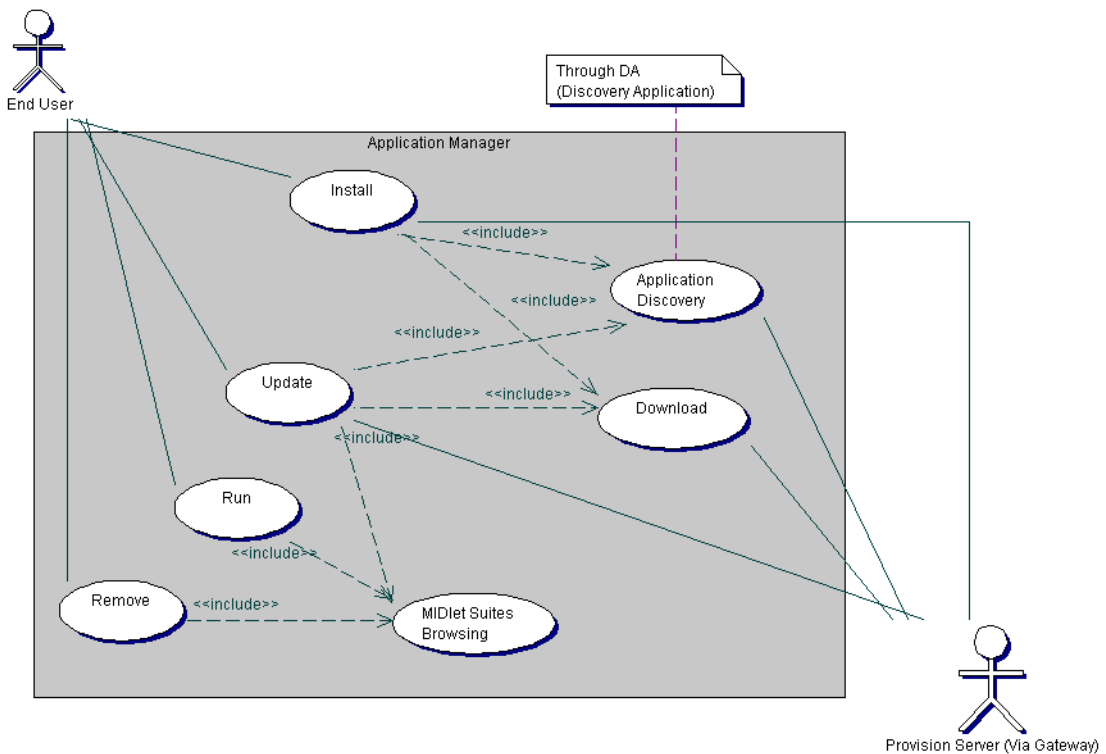 End User
Through DA
(Discovery Application)
Application Manager
Install
<<include>>
Application
Discovery
<<include>>
<<include>>
Update
<<include>>
Download
<<include>>
Run
<<include>>
Remove
<<include>>
MIDlet Suites
Browsing
Provision Server (Via Gateway)